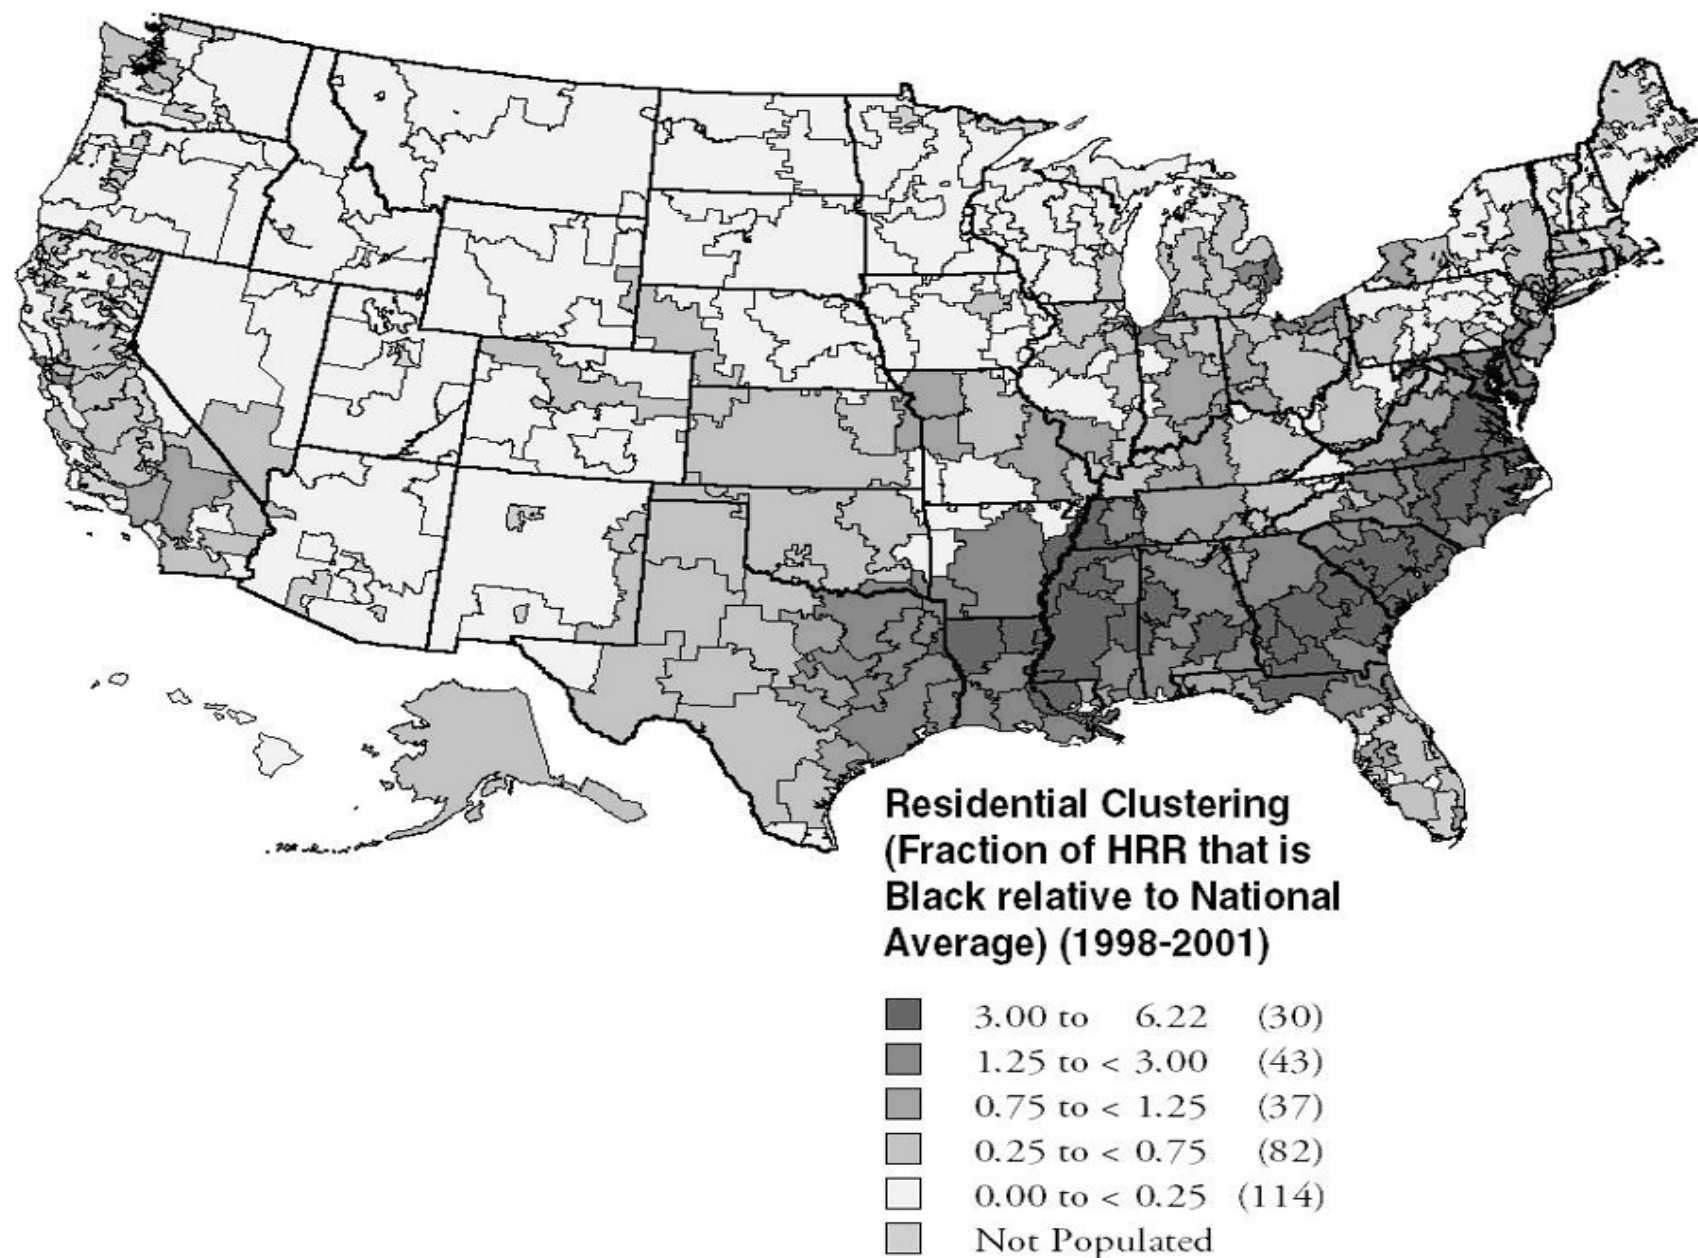 Residential Clustering
(Fraction of HRR that is
Black relative to National
Average) (1998-2001)
3.00 to 6.22 (30)
1.25 to < 3.00 (43)
0.75 to < 1.25 (37)
0.25 to < 0.75 (82)
0.00 to < 0.25 (114)
Not Populated